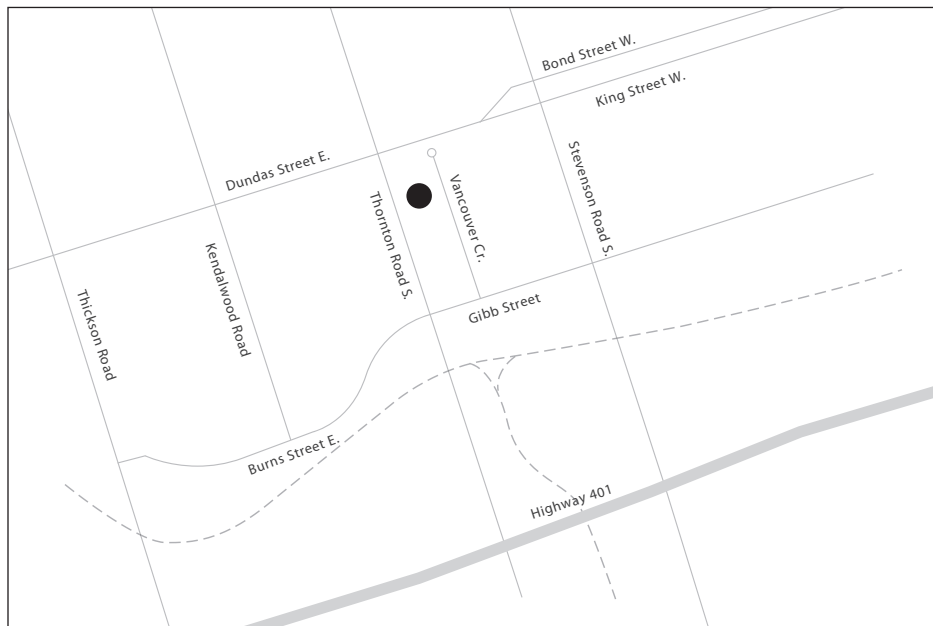 Bond Street W.
King Street W.
Dundas Street E.
Stevenson Road S.
Vancouver Cr.
Thornton Road S.
Kendalwood Road
Thickson Road
Gibb Street
Burns Street E.
Highway 401